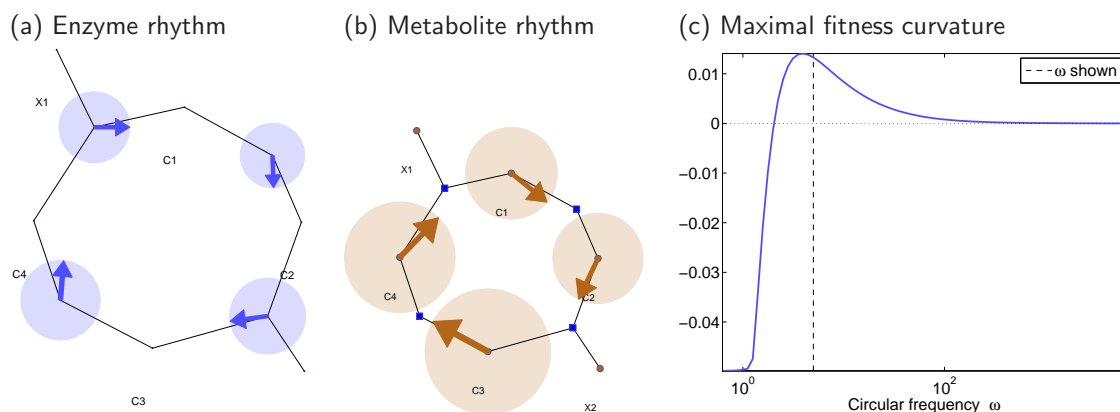 (a) Enzyme rhythm
X1
C1
C4
C2
C3
(b) Metabolite rhythm
X1
C1
C4
C2
C3
X2
(c) Maximal fitness curvature
ω shown
0.01
0
−0.01
−0.02
−0.03
−0.04
10^0
10^2
Circular frequency ω